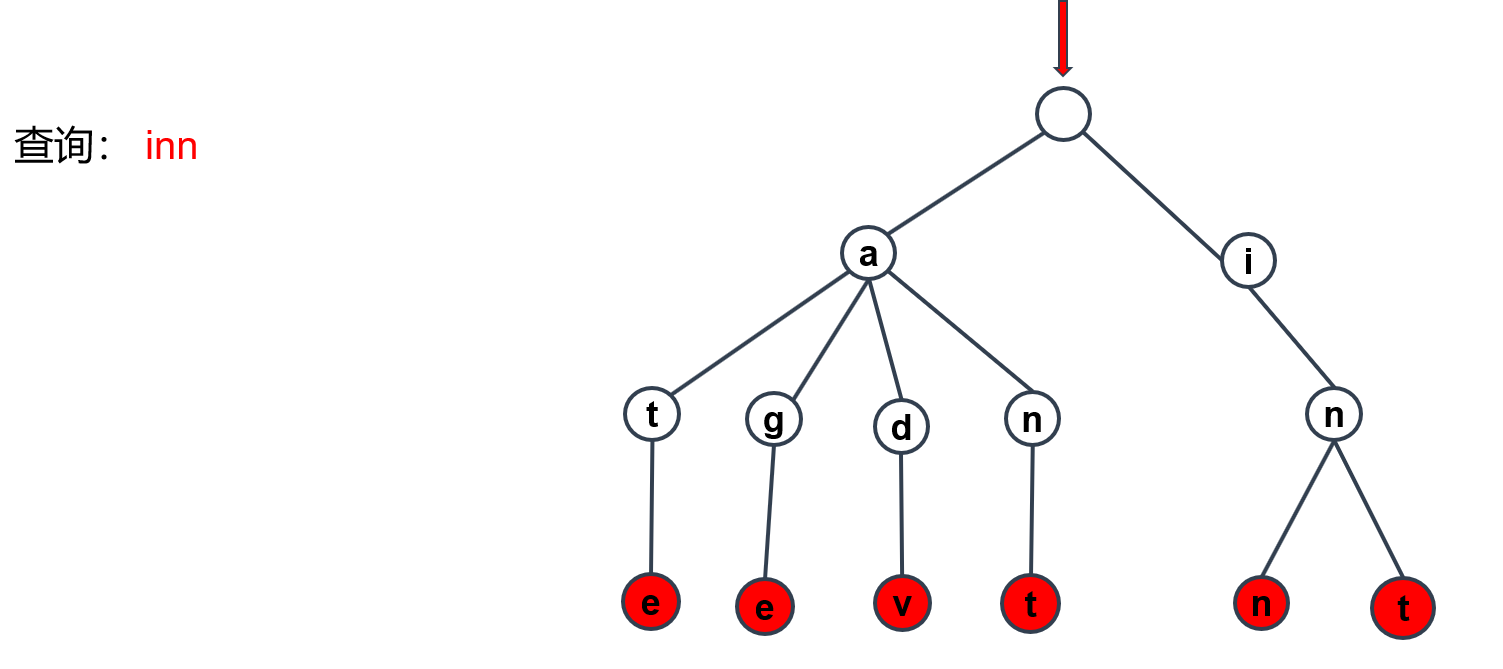 查询： inn
a
i
t g d n n
e e v t n t